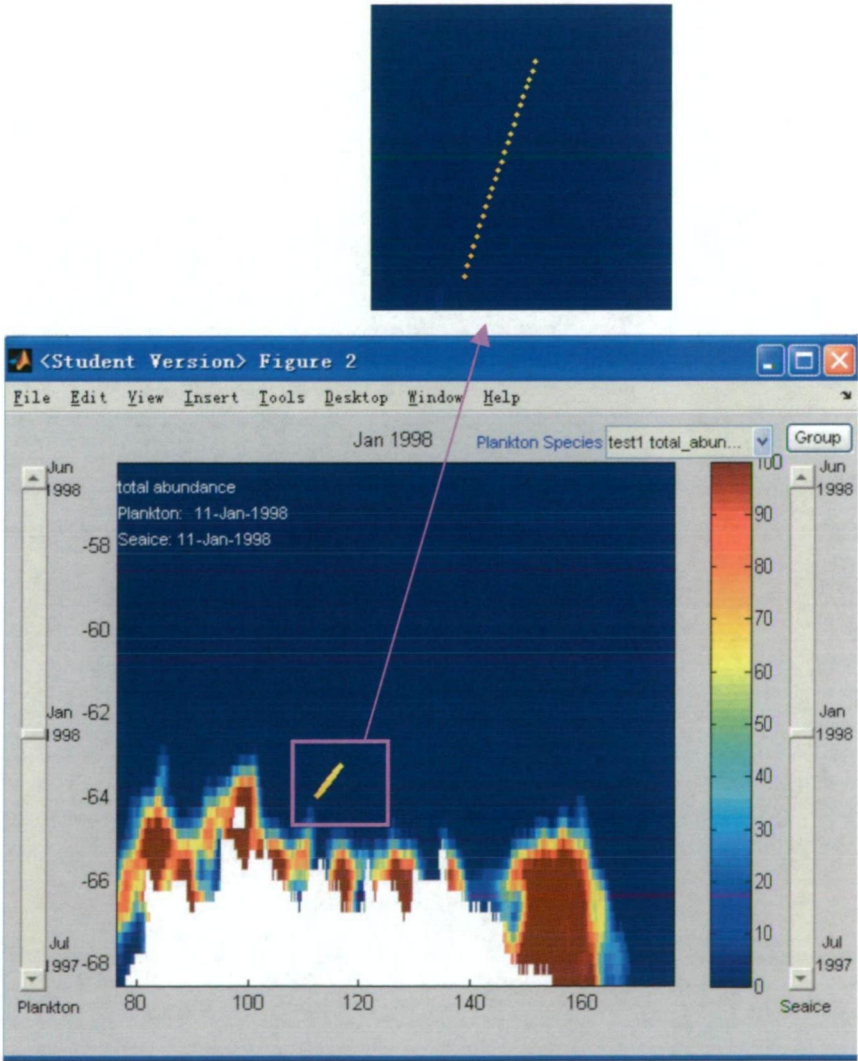 <Student Version> Figure 2
File Edit View Insert Tools Desktop Window Help
Jan 1998
Plankton Species
test1 total_abun...
Group
Jun
1998
Jan
1998
Jul
1997
Plankton
total abundance
Plankton: 11-Jan-1998
Seaice: 11-Jan-1998
-58
-60
-62
-64
-66
-68
80 100 120 140 160
100
90
80
70
60
50
40
30
20
10
0
Jun
1998
Jan
1998
Jul
1997
Seaice